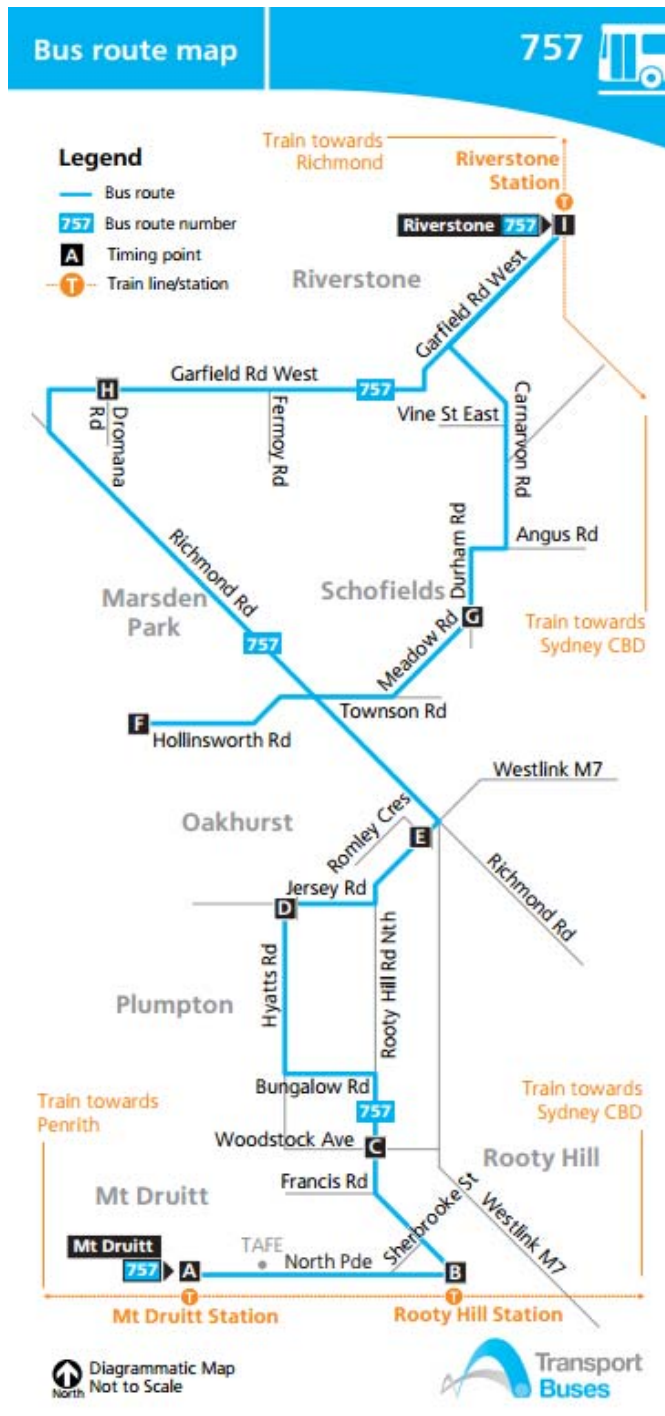 Bus route map
757
Legend
Bus route
757 Bus route number
A Timing point
T Train line/station
Train towards
Richmond
Riverstone
Station
T
Riverstone 757 I
Riverstone
Garfield Rd West
Garfield Rd West
H
757
Dromana
Rd
Fermoy Rd
Vine St East
Carnarvon Rd
Richmond Rd
Durham Rd
Angus Rd
Marsden
Park
Schofields
G
Train towards
Sydney CBD
757
Meadow Rd
Townson Rd
F
Hollinsworth Rd
Westlink M7
Oakhurst
Romley Cres
E
Richmond Rd
Jersey Rd
D
Hyatts Rd
Rooty Hill Rd Nth
Plumpton
Bungalow Rd
757
Train towards
Penrith
Train towards
Sydney CBD
Woodstock Ave
C
Rooty Hill
Francis Rd
Mt Druitt
Sherbrooke St
Westlink M7
Mt Druitt
757 A
TAFE
North Pde
B
T
T
Mt Druitt Station
Rooty Hill Station
North
Diagrammatic Map
Not to Scale
Transport
Buses